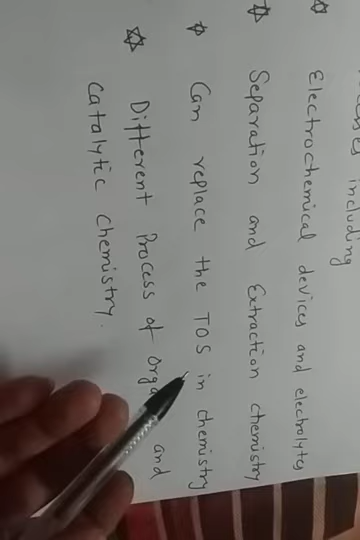 including
Electrochemical devices and electrolytes
Separation and Extraction chemistry
Can replace the TOS in chemistry
Different Process of and
Catalytic Chemistry.